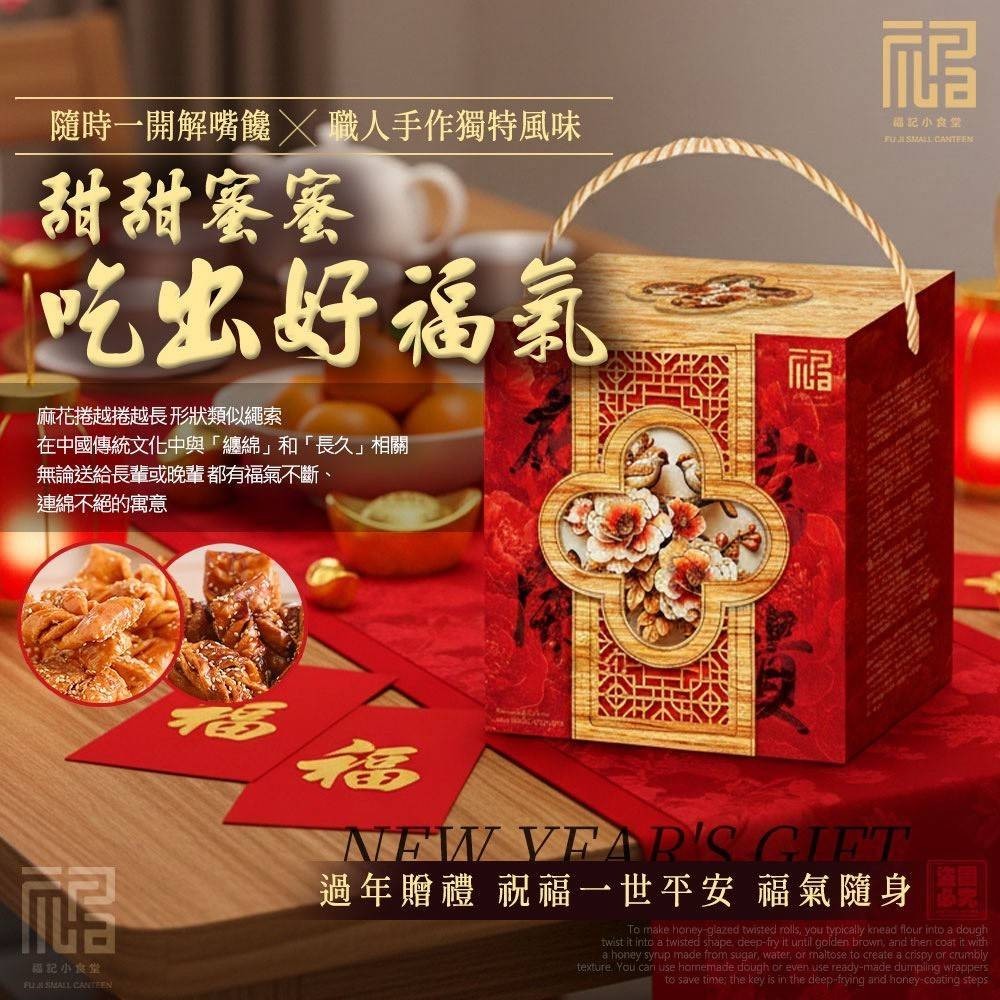 福記小食堂
FU JI SMALL CANTEEN
隨時一開解嘴饞 × 職人手作獨特風味
甜甜蜜蜜
吃出好福氣
麻花捲越捲越長 形狀類似繩索
在中國傳統文化中與「纏綿」和「長久」相關
無論送給長輩或晚輩 都有福氣不斷、
連綿不絕的寓意
福
福
NEW YEAR'S GIFT
過年贈禮 祝福一世平安 福氣隨身
To make honey-glazed twisted rolls, you typically knead flour into a dough
twist it into a twisted shape, deep-fry it until golden brown, and then coat it with
a honey syrup made from sugar, water, or maltose to create a crispy or crumbly
texture. You can use homemade dough or even use ready-made dumpling wrappers
to save time; the key is in the deep-frying and honey-coating steps
福記小食堂
FU JI SMALL CANTEEN